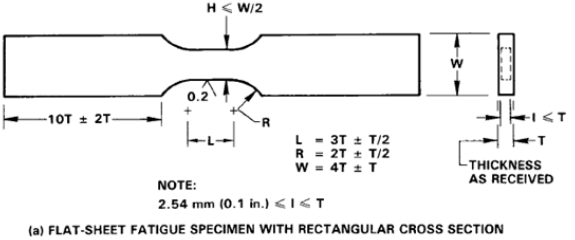 H ⩽ W/2
W
0.2
10T ± 2T
R
L
I ⩽ T
T
L = 3T ± T/2
R = 2T ± T/2
W = 4T ± T
THICKNESS
AS RECEIVED
NOTE:
2.54 mm (0.1 in.) ⩽ I ⩽ T
(a) FLAT-SHEET FATIGUE SPECIMEN WITH RECTANGULAR CROSS SECTION